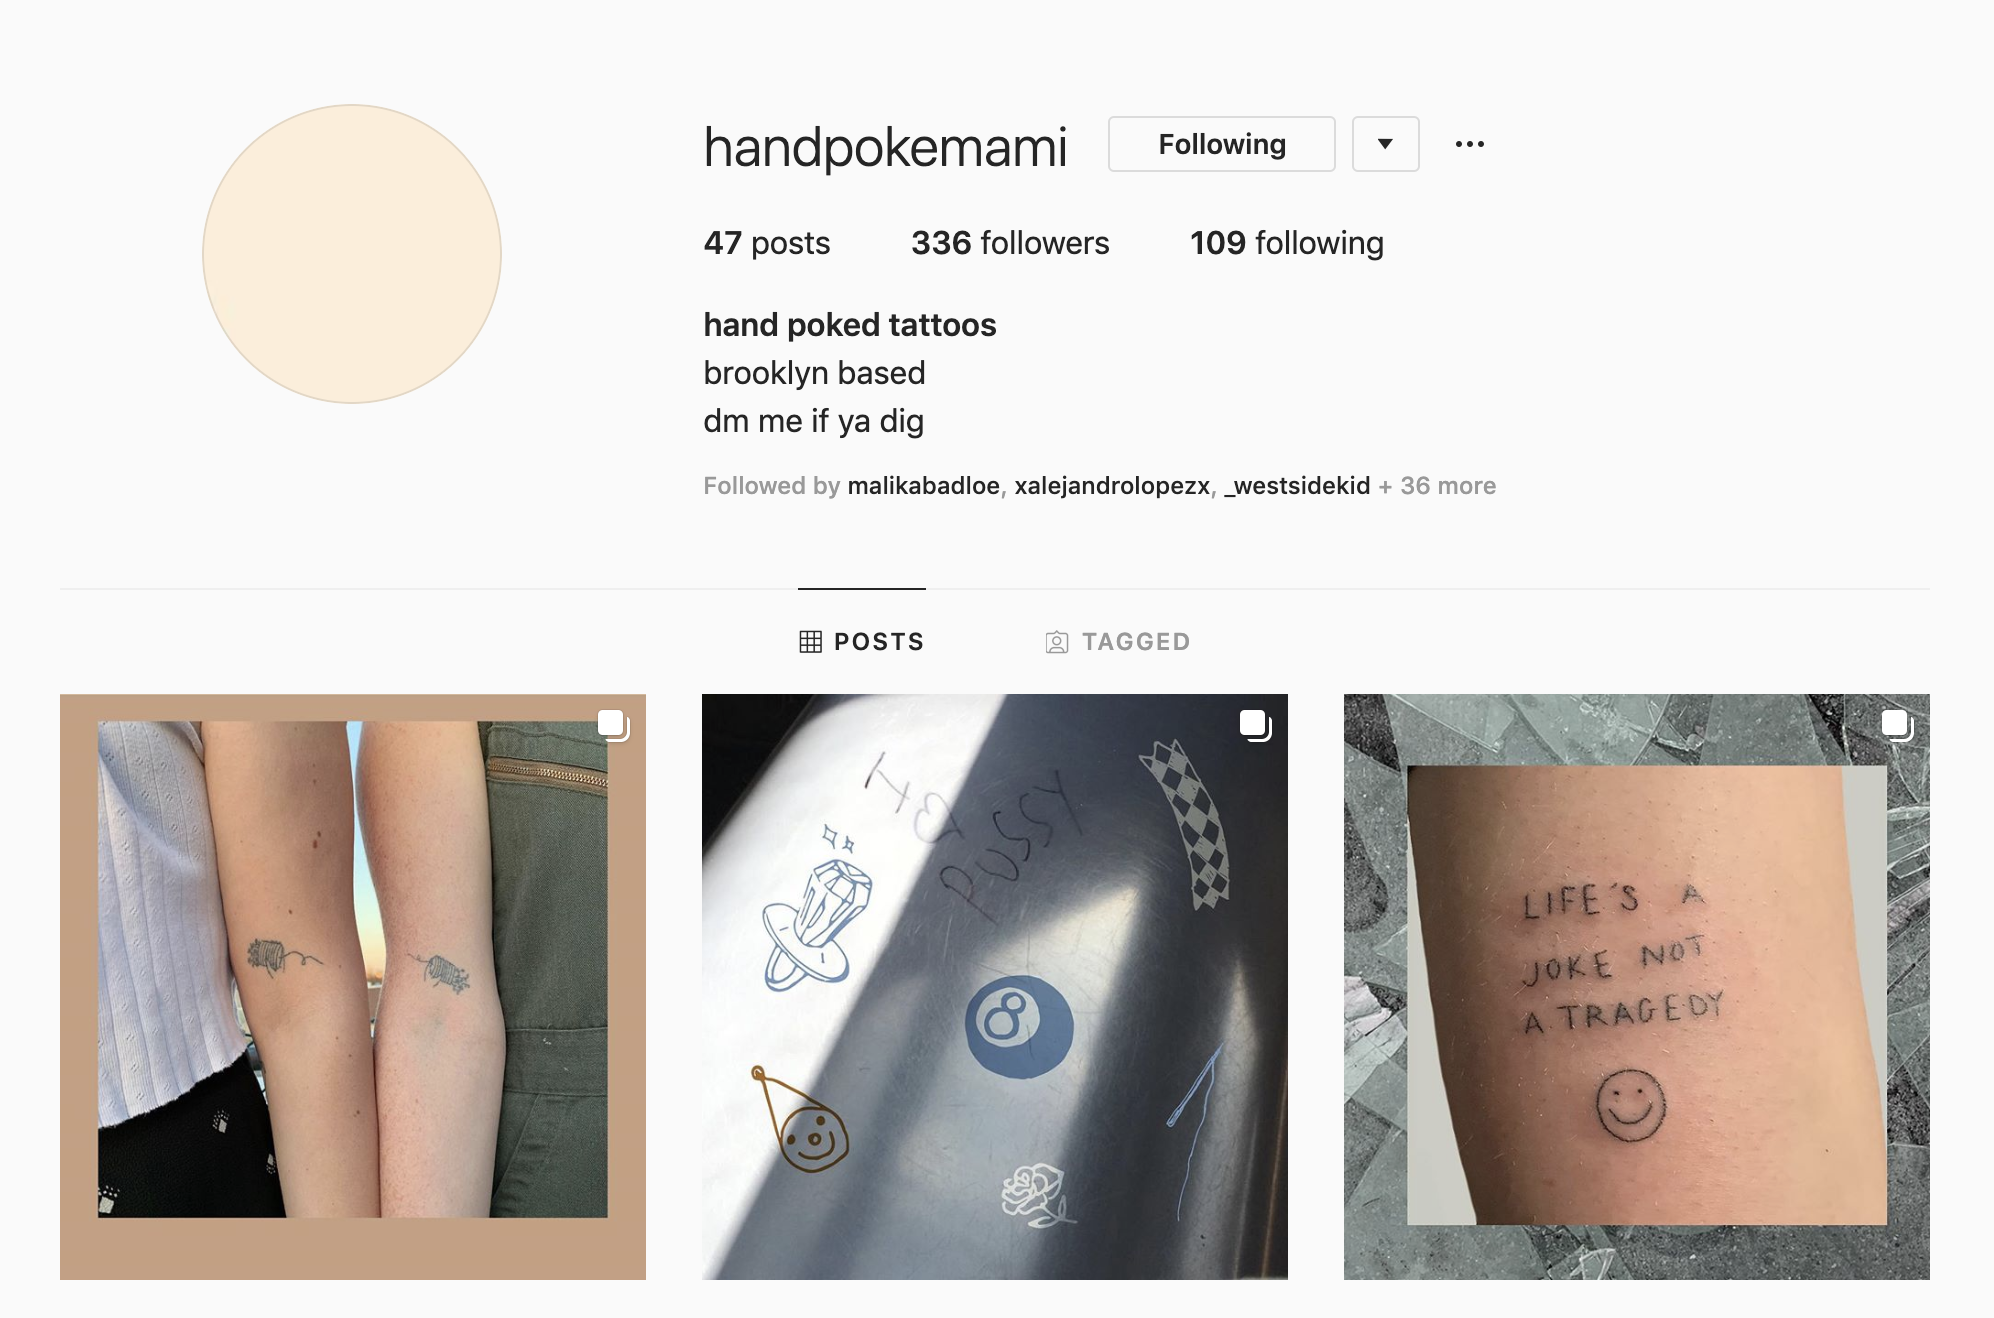 handpokemami Following
47 posts 336 followers 109 following
hand poked tattoos
brooklyn based
dm me if ya dig
Followed by malikabadloe, xalejandrolopezx, _westsidekid + 36 more
POSTS TAGGED
PUSSY
8
LIFE'S A
JOKE NOT
A TRAGEDY